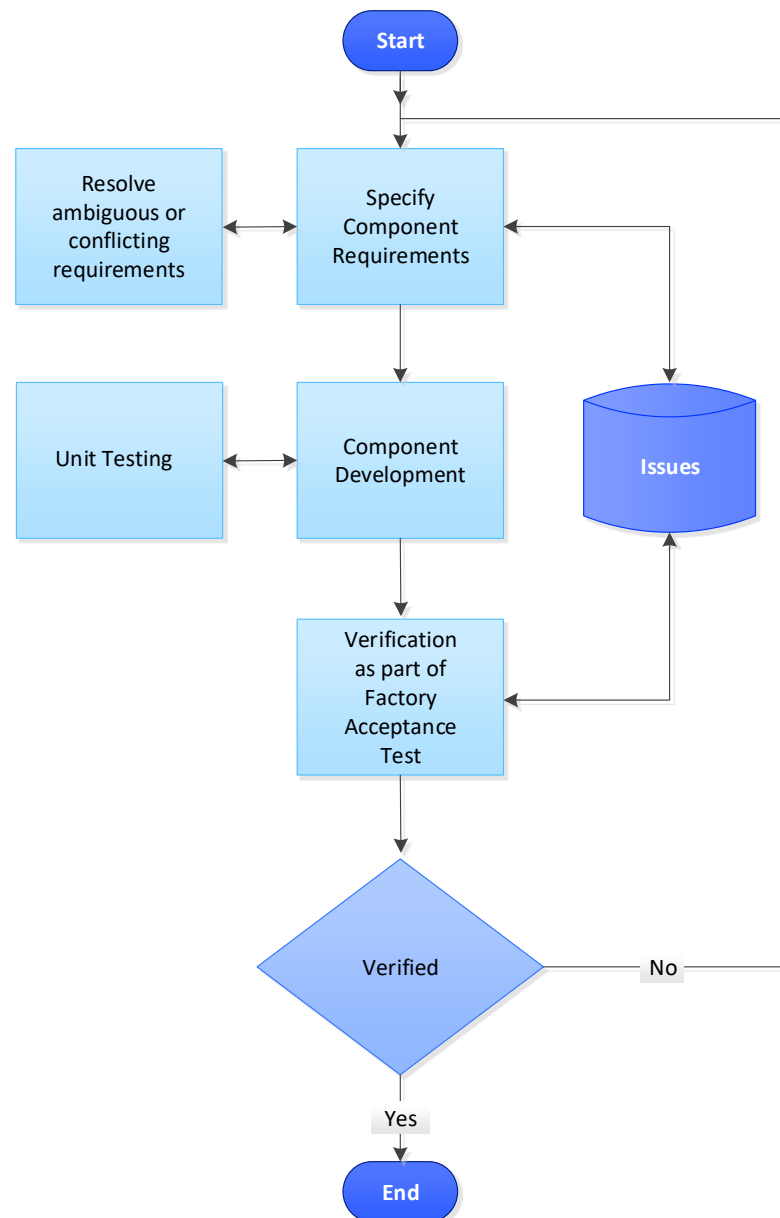 Start
Resolve
ambiguous or
conflicting
requirements
Specify
Component
Requirements
Unit Testing
Component
Development
Issues
Verification
as part of
Factory
Acceptance
Test
Verified
No
Yes
End